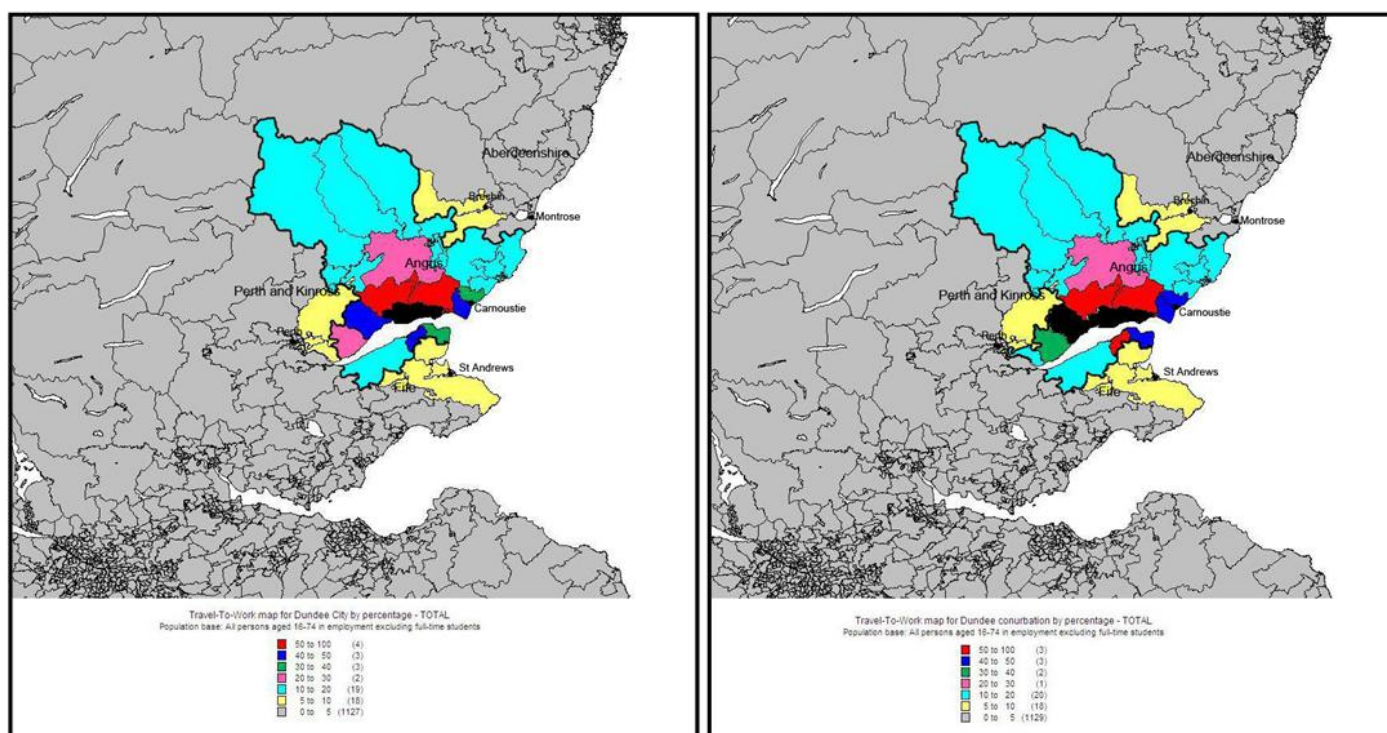 Aberdeenshire
Brechin
Montrose
Angus
Perth and Kinross
Carnoustie
Perth
St Andrews
Fife
Travel-To-Work map for Dundee City by percentage - TOTAL
Population base: All persons aged 16-74 in employment excluding full-time students
50 to 100 (4)
40 to 50 (3)
30 to 40 (3)
20 to 30 (2)
10 to 20 (19)
5 to 10 (18)
0 to 5 (1127)
Aberdeenshire
Brechin
Montrose
Angus
Perth and Kinross
Carnoustie
Perth
St Andrews
Fife
Travel-To-Work map for Dundee conurbation by percentage - TOTAL
Population base: All persons aged 16-74 in employment excluding full-time students
50 to 100 (3)
40 to 50 (3)
30 to 40 (2)
20 to 30 (1)
10 to 20 (20)
5 to 10 (18)
0 to 5 (1129)